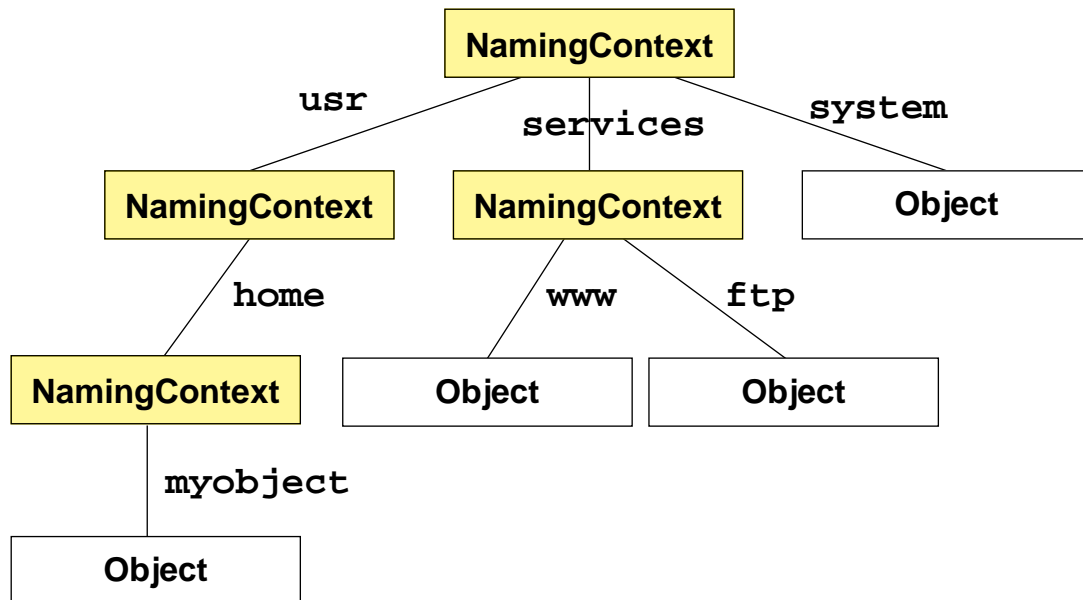 NamingContext
usr
services
system
NamingContext
NamingContext
Object
home
www
ftp
NamingContext
Object
Object
myobject
Object